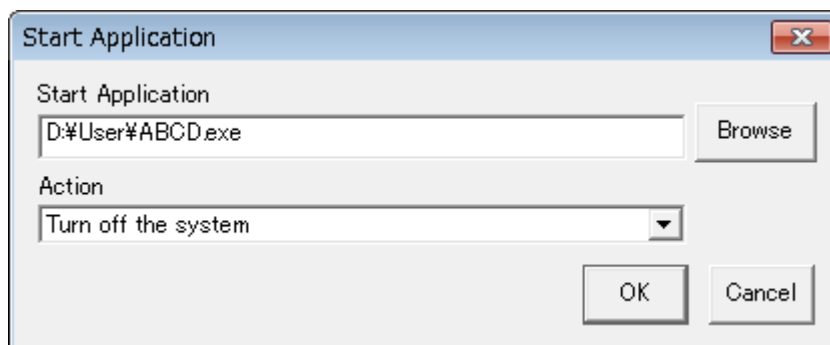 Start Application
Start Application
D:¥User¥ABCD.exe
Browse
Action
Turn off the system
OK
Cancel